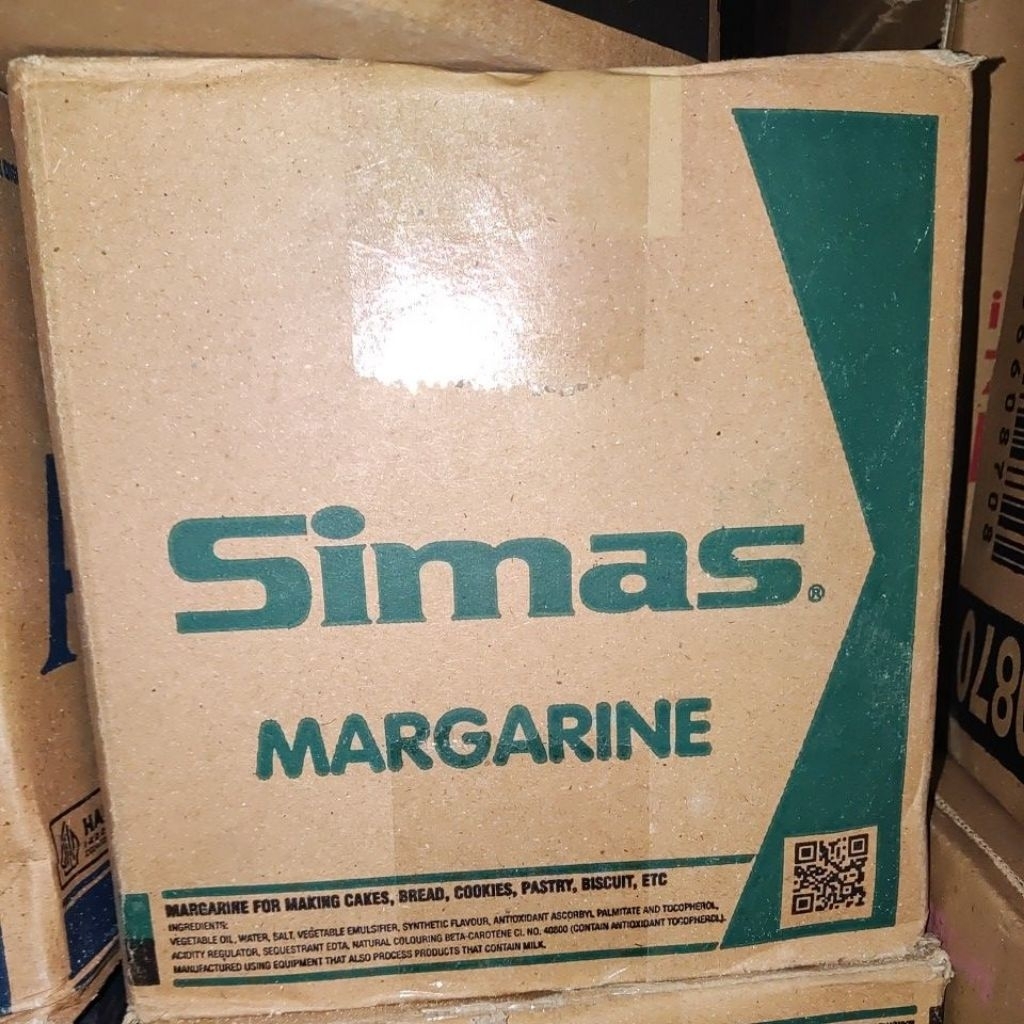 Simas®
MARGARINE
MARGARINE FOR MAKING CAKES, BREAD, COOKIES, PASTRY, BISCUIT, ETC
INGREDIENTS:
VEGETABLE OIL, WATER, SALT, VEGETABLE EMULSIFIER, SYNTHETIC FLAVOUR, ANTIOXIDANT ASCORBYL PALMITATE AND TOCOPHEROL,
ACIDITY REGULATOR, SEQUESTRANT EDTA, NATURAL COLOURING BETA-CAROTENE CI. NO. 40800 (CONTAIN ANTIOXIDANT TOCOPHEROL).
MANUFACTURED USING EQUIPMENT THAT ALSO PROCESS PRODUCTS THAT CONTAIN MILK.
HA